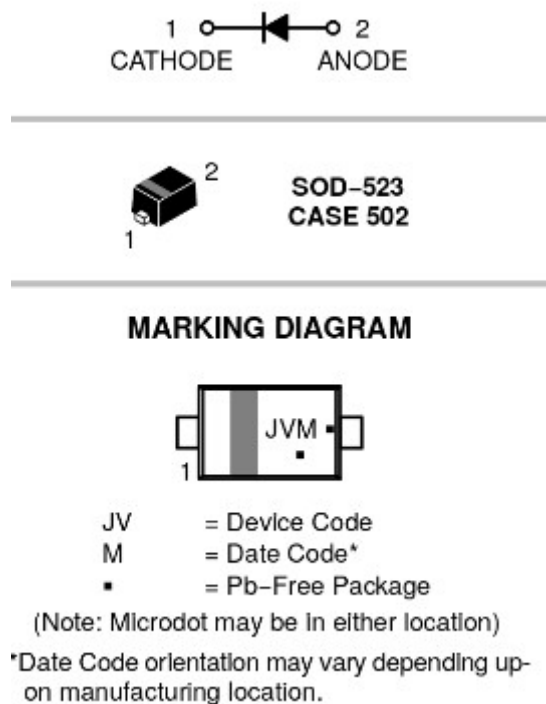 1 2
CATHODE ANODE
2
SOD–523
CASE 502
1
MARKING DIAGRAM
JVM
1
JV = Device Code
M = Date Code*
▪ = Pb–Free Package
(Note: Microdot may be in either location)
*Date Code orientation may vary depending up-
on manufacturing location.